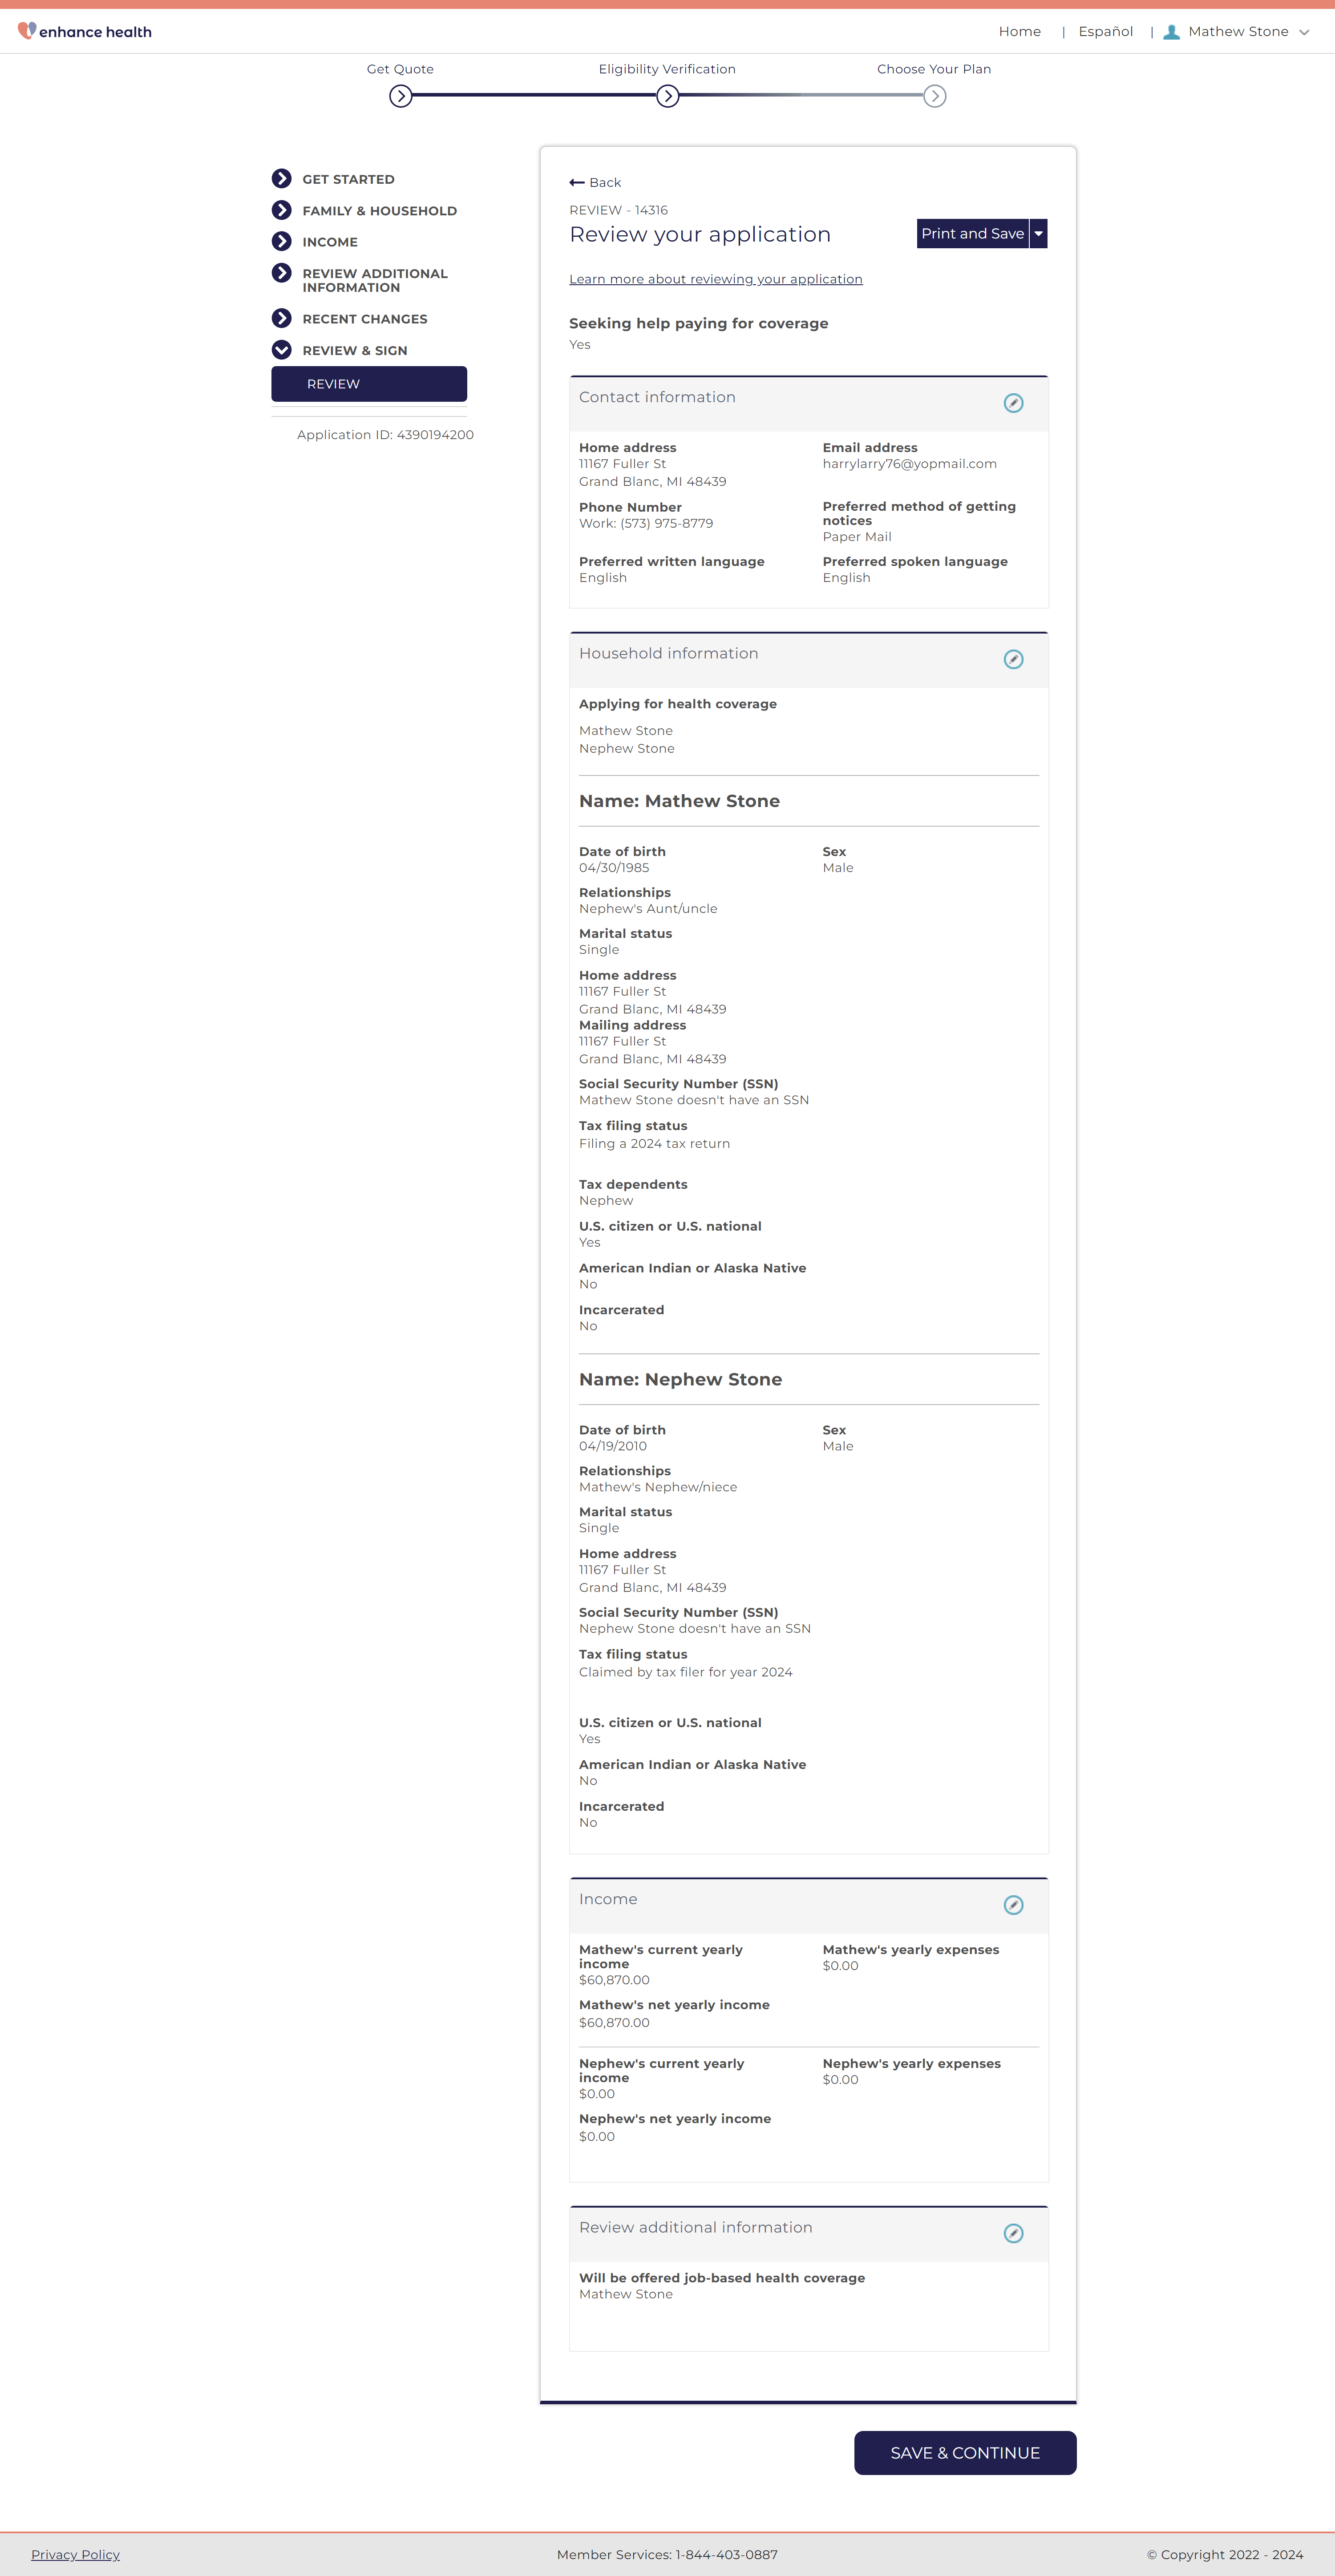 enhance health
Home | Español | Mathew Stone
Get Quote
Eligibility Verification
Choose Your Plan
GET STARTED
FAMILY & HOUSEHOLD
INCOME
REVIEW ADDITIONAL
INFORMATION
RECENT CHANGES
REVIEW & SIGN
REVIEW
Application ID: 4390194200
Back
REVIEW - 14316
Review your application
Print and Save
Learn more about reviewing your application
Seeking help paying for coverage
Yes
Contact information
Home address
11167 Fuller St
Grand Blanc, MI 48439
Email address
harrylarry76@yopmail.com
Phone Number
Work: (573) 975-8779
Preferred method of getting
notices
Paper Mail
Preferred written language
English
Preferred spoken language
English
Household information
Applying for health coverage
Mathew Stone
Nephew Stone
Name: Mathew Stone
Date of birth
04/30/1985
Sex
Male
Relationships
Nephew's Aunt/uncle
Marital status
Single
Home address
11167 Fuller St
Grand Blanc, MI 48439
Mailing address
11167 Fuller St
Grand Blanc, MI 48439
Social Security Number (SSN)
Mathew Stone doesn't have an SSN
Tax filing status
Filing a 2024 tax return
Tax dependents
Nephew
U.S. citizen or U.S. national
Yes
American Indian or Alaska Native
No
Incarcerated
No
Name: Nephew Stone
Date of birth
04/19/2010
Sex
Male
Relationships
Mathew's Nephew/niece
Marital status
Single
Home address
11167 Fuller St
Grand Blanc, MI 48439
Social Security Number (SSN)
Nephew Stone doesn't have an SSN
Tax filing status
Claimed by tax filer for year 2024
U.S. citizen or U.S. national
Yes
American Indian or Alaska Native
No
Incarcerated
No
Income
Mathew's current yearly
income
$60,870.00
Mathew's yearly expenses
$0.00
Mathew's net yearly income
$60,870.00
Nephew's current yearly
income
$0.00
Nephew's yearly expenses
$0.00
Nephew's net yearly income
$0.00
Review additional information
Will be offered job-based health coverage
Mathew Stone
SAVE & CONTINUE
Privacy Policy
Member Services: 1-844-403-0887
© Copyright 2022 - 2024